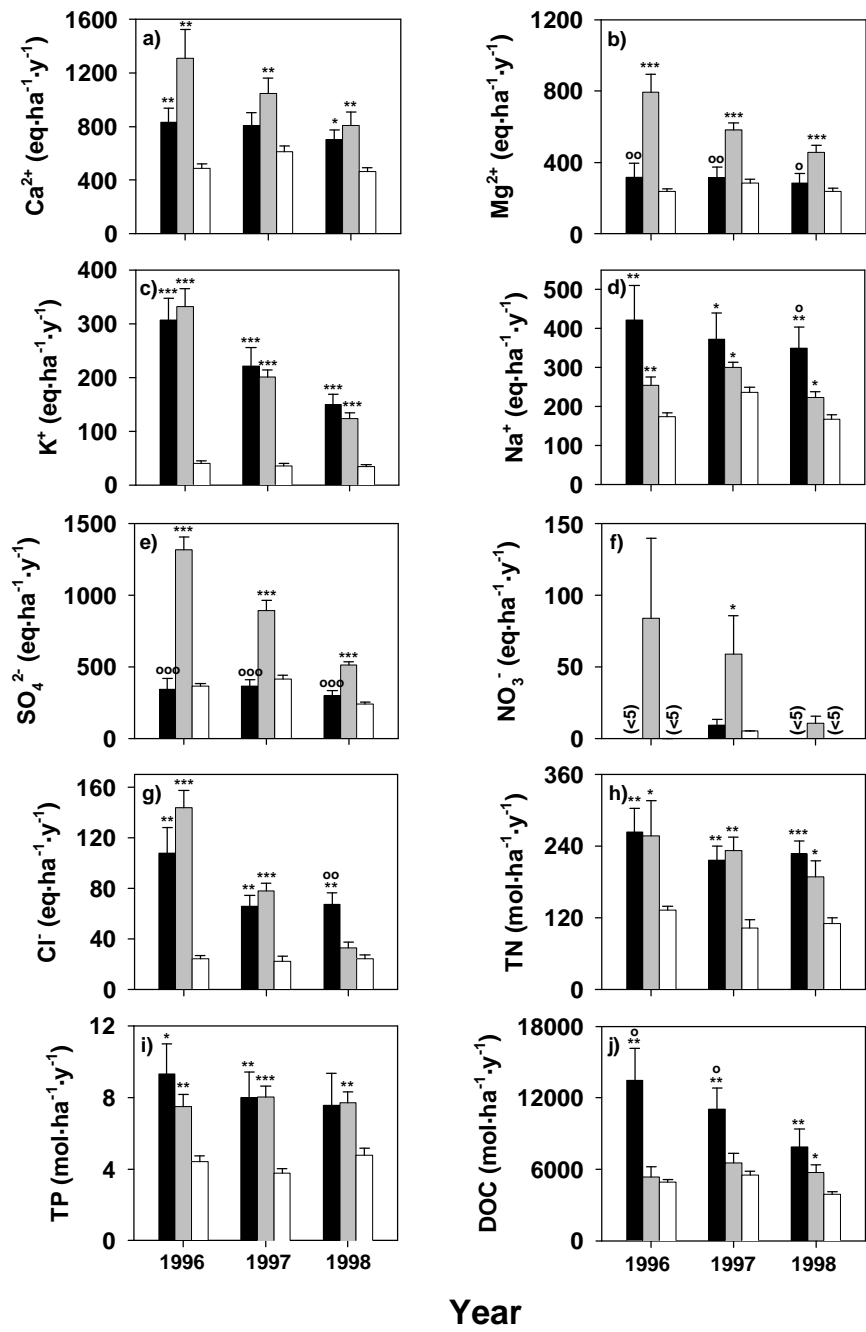 a)
Ca²⁺ (eq·ha⁻¹·y⁻¹)
1600
1200
800
400
0
** ** ** * **
b)
Mg²⁺ (eq·ha⁻¹·y⁻¹)
1200
800
400
0
oo *** oo *** o ***
c)
K⁺ (eq·ha⁻¹·y⁻¹)
400
300
200
100
0
*** *** *** *** *** ***
d)
Na⁺ (eq·ha⁻¹·y⁻¹)
500
400
300
200
100
0
** ** * * o ** *
e)
SO₄²⁻ (eq·ha⁻¹·y⁻¹)
1500
1000
500
0
ooo *** ooo *** ooo ***
f)
NO₃⁻ (eq·ha⁻¹·y⁻¹)
150
100
50
0
(<5) (<5) * (<5) (<5)
g)
Cl⁻ (eq·ha⁻¹·y⁻¹)
160
120
80
40
0
** *** ** *** oo **
h)
TN (mol·ha⁻¹·y⁻¹)
360
240
120
0
** * ** ** *** *
i)
TP (mol·ha⁻¹·y⁻¹)
12
8
4
0
* ** ** *** **
1996 1997 1998
j)
DOC (mol·ha⁻¹·y⁻¹)
18000
12000
6000
0
o ** o ** ** *
1996 1997 1998
Year